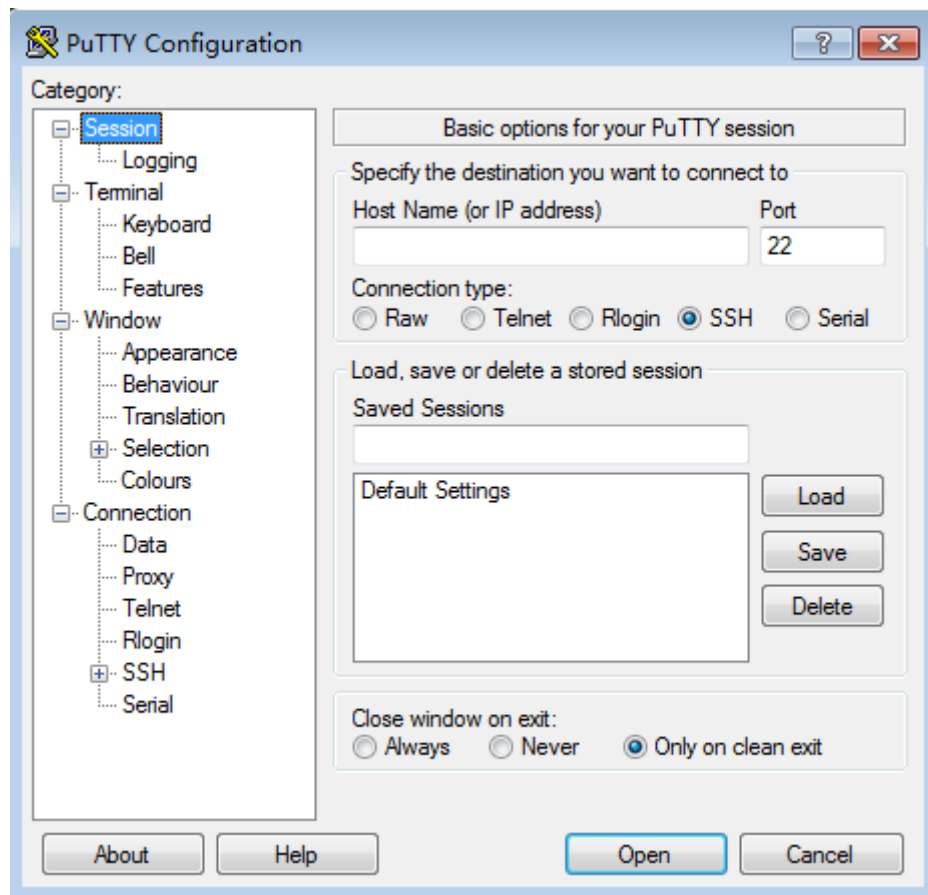 PuTTY Configuration
Category:
Session
Logging
Terminal
Keyboard
Bell
Features
Window
Appearance
Behaviour
Translation
Selection
Colours
Connection
Data
Proxy
Telnet
Rlogin
SSH
Serial
Basic options for your PuTTY session
Specify the destination you want to connect to
Host Name (or IP address) Port
22
Connection type:
Raw Telnet Rlogin SSH Serial
Load, save or delete a stored session
Saved Sessions
Default Settings
Load
Save
Delete
Close window on exit:
Always Never Only on clean exit
About Help Open Cancel